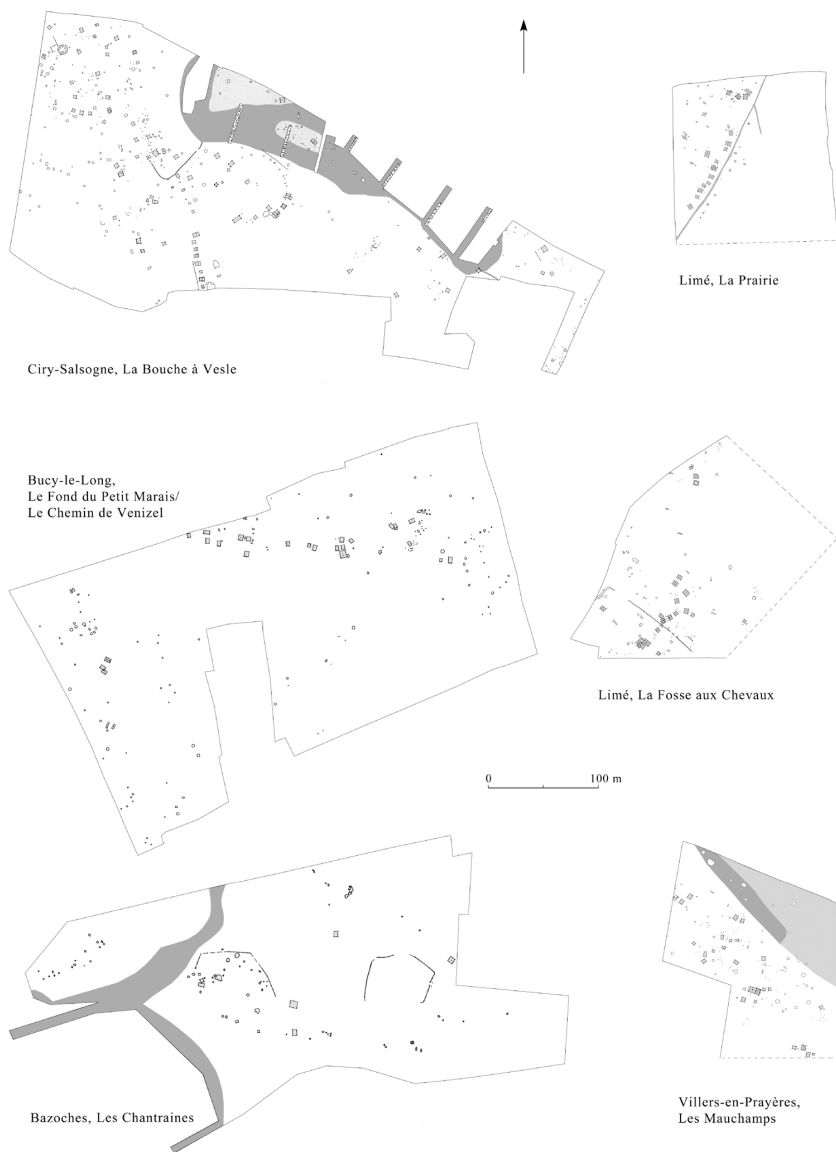 Limé, La Prairie
Ciry-Salsogne, La Bouche à Vesle
Bucy-le-Long,
Le Fond du Petit Marais/
Le Chemin de Venizel
Limé, La Fosse aux Chevaux
0 100 m
Bazoches, Les Chantraines
Villers-en-Prayères,
Les Mauchamps